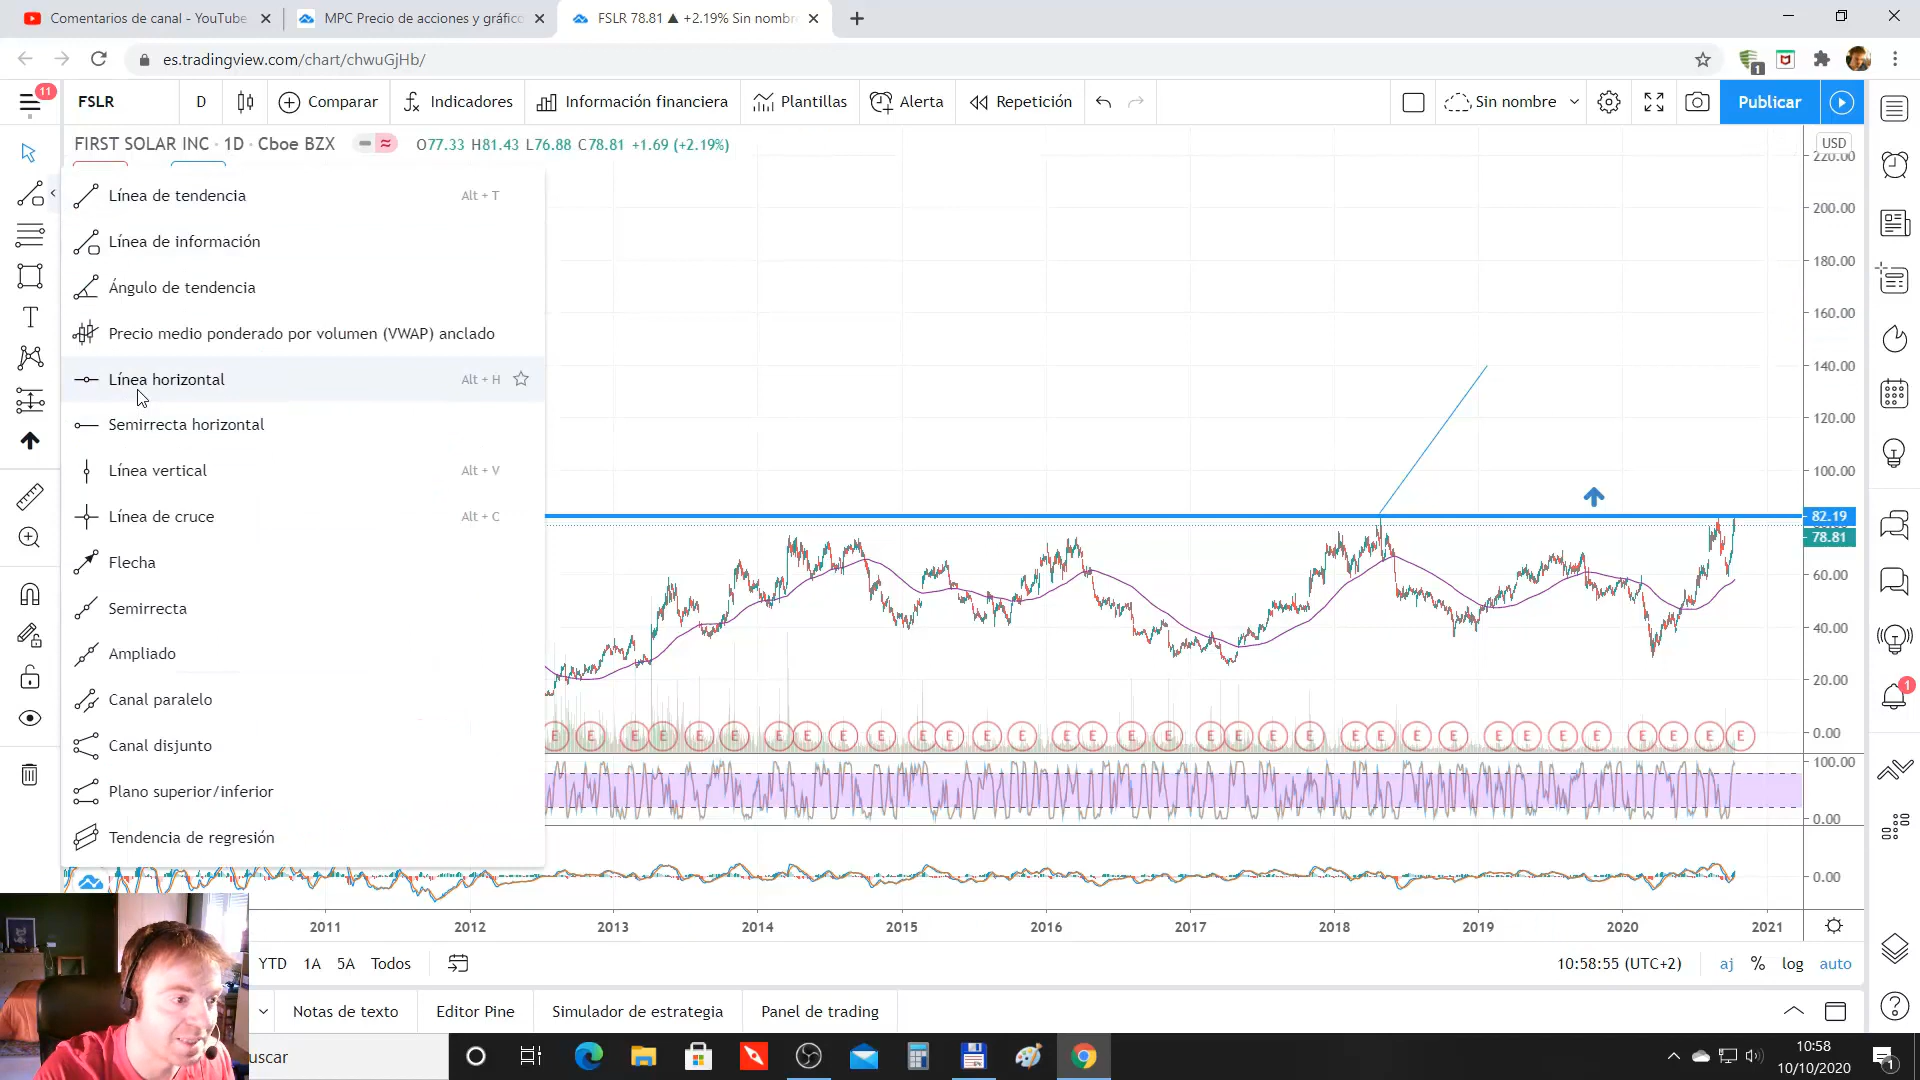 Comentarios de canal - YouTube
MPC Precio de acciones y gráfico
FSLR 78.81 ▲ +2.19% Sin nombr
es.tradingview.com/chart/chwuGjHb/
1
11
FSLR
D
Comparar
Indicadores
Información financiera
Plantillas
Alerta
Repetición
Sin nombre
Publicar
FIRST SOLAR INC · 1D · Cboe BZX
O77.33 H81.43 L76.88 C78.81 +1.69 (+2.19%)
USD
Línea de tendencia Alt + T
Línea de información
Ángulo de tendencia
Precio medio ponderado por volumen (VWAP) anclado
Línea horizontal Alt + H
Semirrecta horizontal
Línea vertical Alt + V
Línea de cruce Alt + C
Flecha
Semirrecta
Ampliado
Canal paralelo
Canal disjunto
Plano superior/inferior
Tendencia de regresión
220.00
200.00
180.00
160.00
140.00
120.00
100.00
82.19
78.81
60.00
40.00
20.00
0.00
100.00
0.00
0.00
E E E E E E E E E E E E E E E E E E E E E E E E E E E E E E E E E E
1
2011 2012 2013 2014 2015 2016 2017 2018 2019 2020 2021
YTD 1A 5A Todos
10:58:55 (UTC+2)
aj % log auto
Notas de texto
Editor Pine
Simulador de estrategia
Panel de trading
uscar
10:58
10/10/2020
1